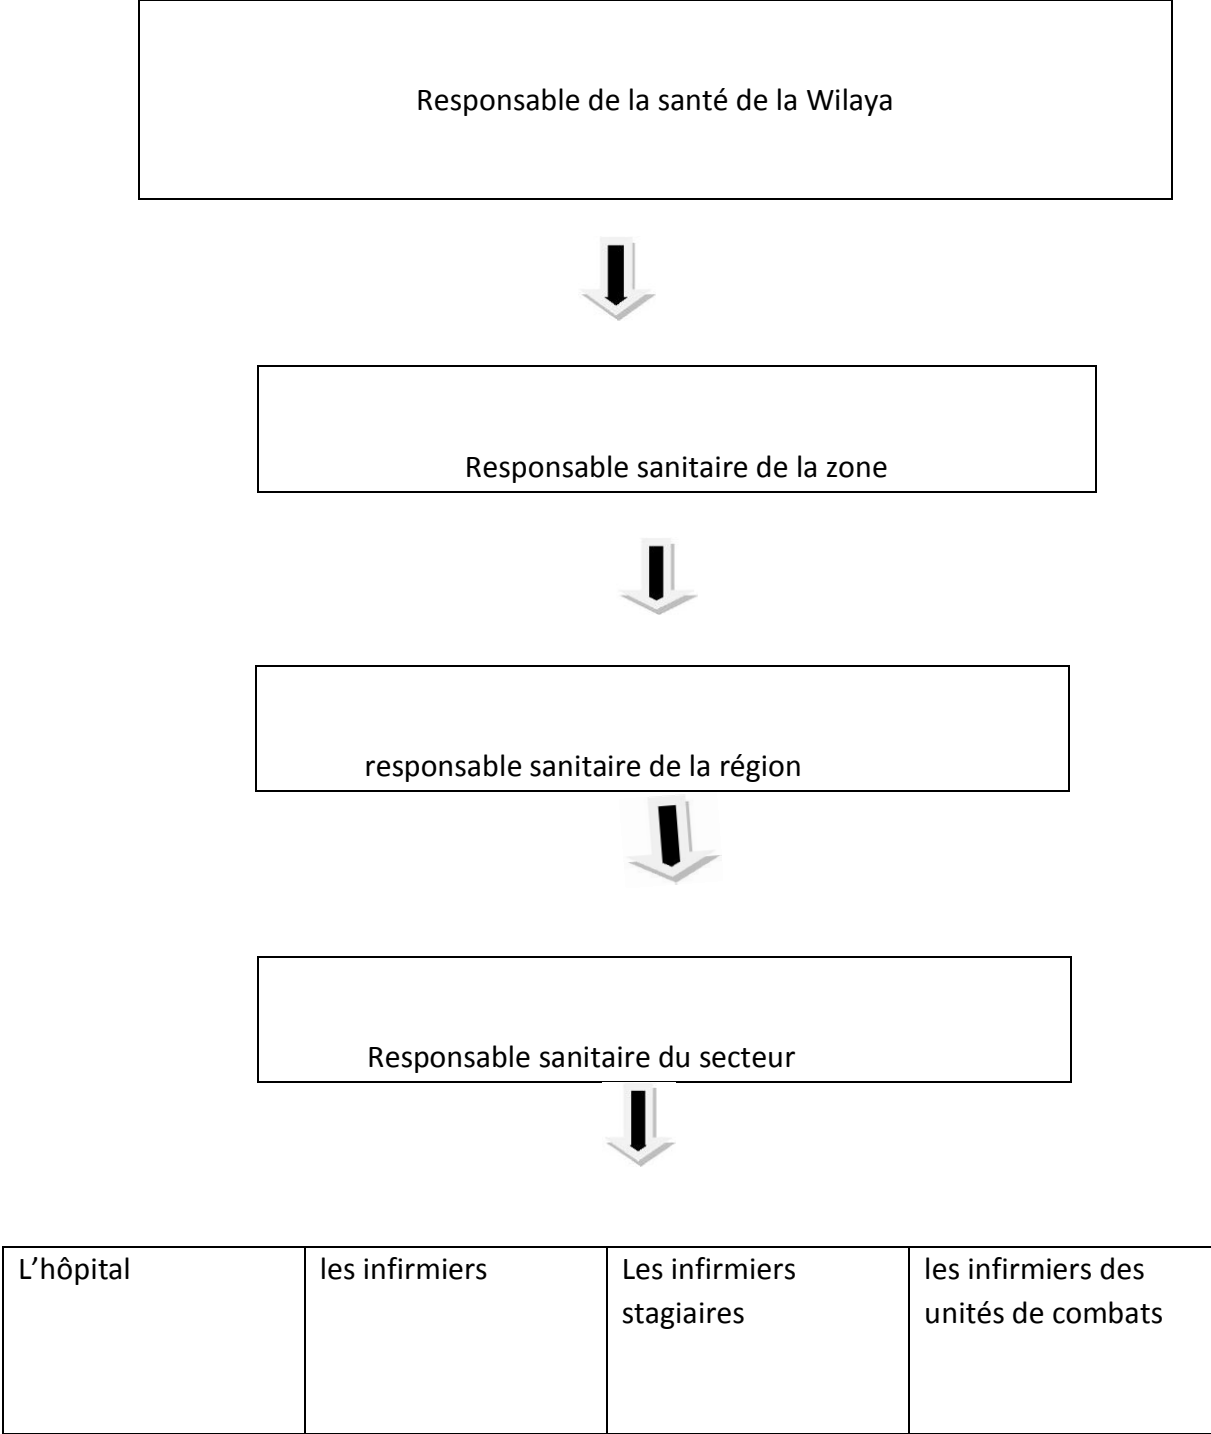 Responsable de la santé de la Wilaya
Responsable sanitaire de la zone
responsable sanitaire de la région
Responsable sanitaire du secteur
L’hôpital
les infirmiers
Les infirmiers
stagiaires
les infirmiers des
unités de combats